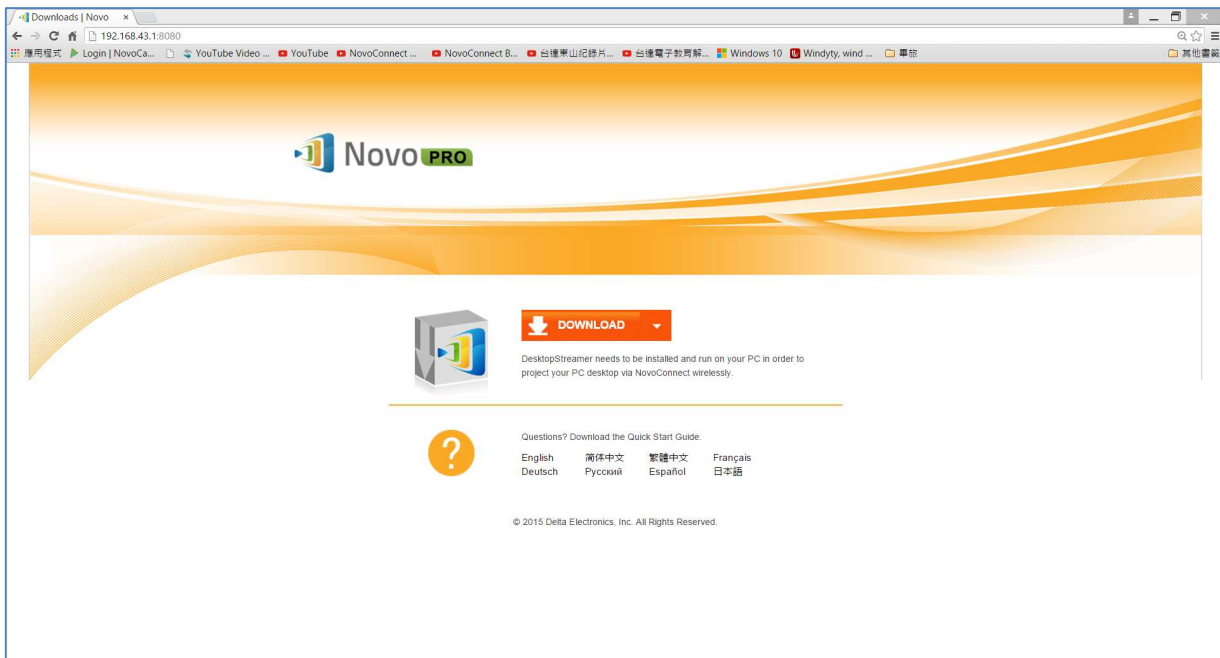 Downloads | Novo
192.168.43.1:8080
應用程式 Login | NovoCa... YouTube Video ... YouTube NovoConnect ... NovoConnect B... 台達東山紀錄片... 台達電子教育解... Windows 10 Windyty, wind ... 畢旅 其他書籤
NOVO PRO
DOWNLOAD
DesktopStreamer needs to be installed and run on your PC in order to
project your PC desktop via NovoConnect wirelessly.
Questions? Download the Quick Start Guide.
English 简体中文 繁體中文 Français
Deutsch Русский Español 日本語
© 2015 Delta Electronics, Inc. All Rights Reserved.